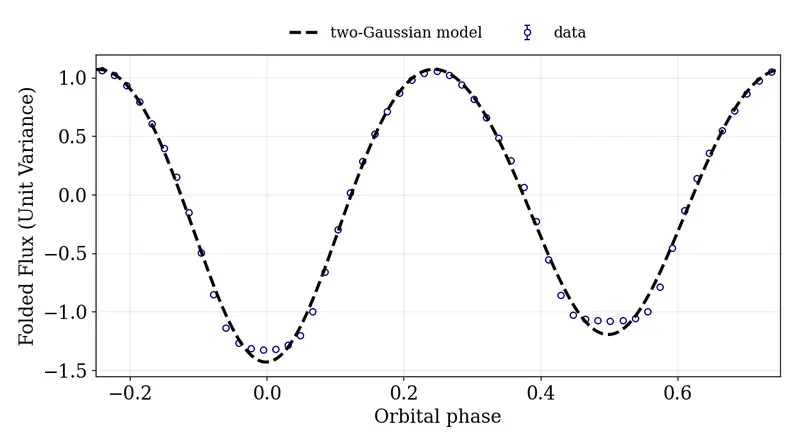 two-Gaussian model
data
Folded Flux (Unit Variance)
1.0
0.5
0.0
−0.5
−1.0
−1.5
−0.2
0.0
0.2
0.4
0.6
Orbital phase